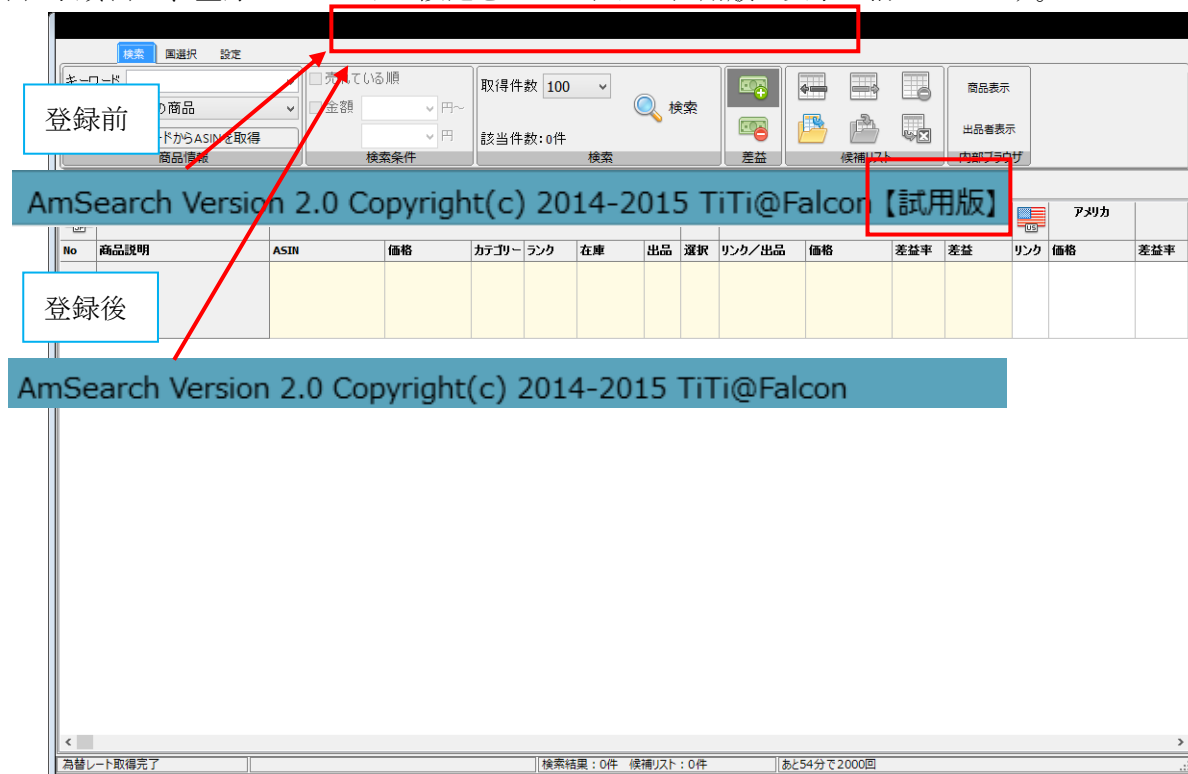 検索 国選択 設定
キーワード
売れている順
取得件数 100
商品表示
登録前
の商品
金額 円～
検索
出品者表示
ードからASINを取得
円
該当件数:0件
商品情報 検索条件 検索 差益 候補リスト 内部ブラウザ
AmSearch Version 2.0 Copyright(c) 2014-2015 TiTi@Falcon【試用版】
US アメリカ
No 商品説明 ASIN 価格 カテゴリー ランク 在庫 出品 選択 リンク／出品 価格 差益率 差益 リンク 価格 差益率
登録後
AmSearch Version 2.0 Copyright(c) 2014-2015 TiTi@Falcon
為替レート取得完了 検索結果：0件 候補リスト：0件 あと54分で2000回